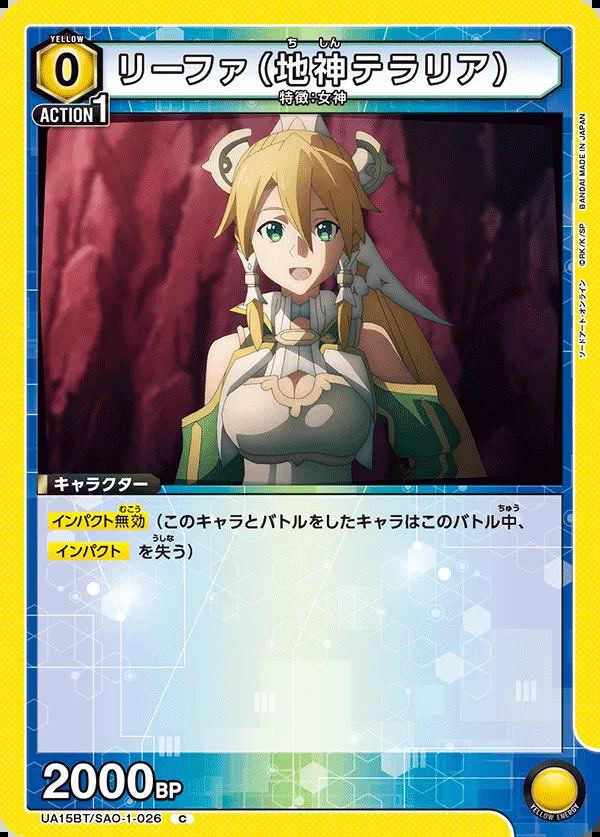 YELLOW
0
ACTION 1
リーファ（地神テラリア）
ちしん
特徴：女神
BANDAI MADE IN JAPAN
©RK/K/SP
ソードアート・オンライン
キャラクター
むこう
ちゅう
インパクト無効（このキャラとバトルをしたキャラはこのバトル中、
うしな
インパクト を失う）
2000BP
YELLOW ENERGY
UA15BT/SAO-1-026 C